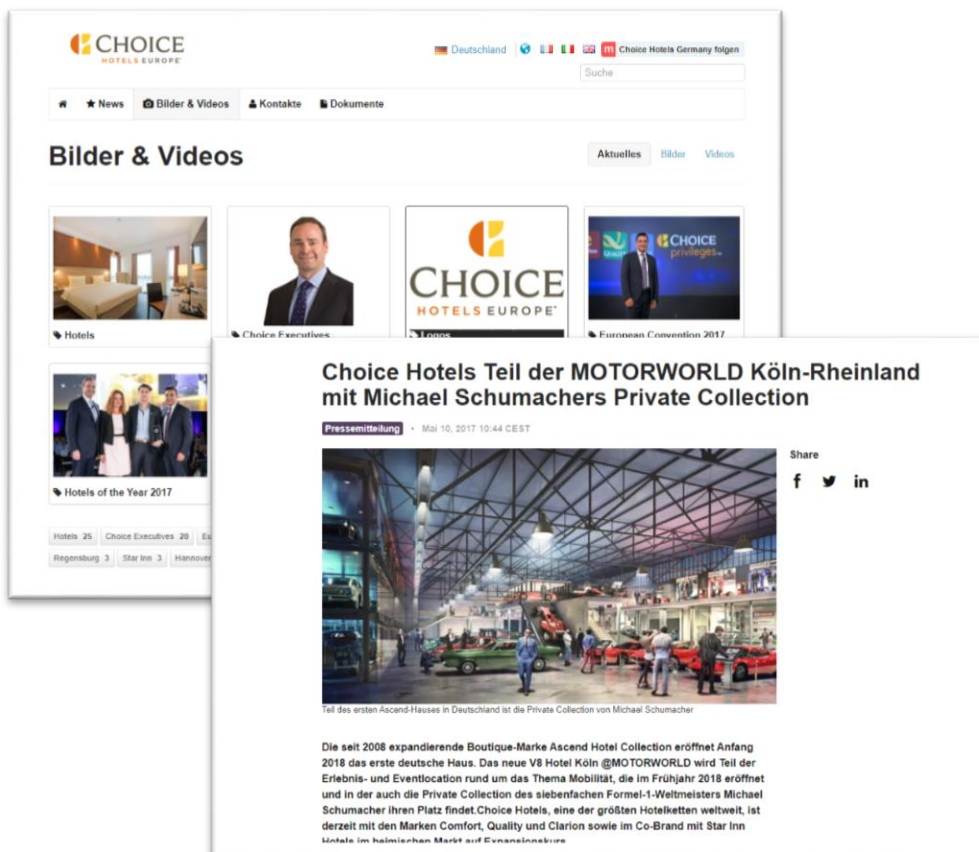 CHOICE
HOTELS EUROPE
Deutschland
m Choice Hotels Germany folgen
Suche
News Bilder & Videos Kontakte Dokumente
Bilder & Videos
Aktuelles Bilder Videos
CHOICE
HOTELS EUROPE
CHOICE
privileges
Hotels
Choice Executives
Logos
European Convention 2017
Hotels of the Year 2017
Hotels 25 Choice Executives 20 Eu
Regensburg 3 Star Inn 3 Hannover
Choice Hotels Teil der MOTORWORLD Köln-Rheinland
mit Michael Schumachers Private Collection
Pressemitteilung • Mai 10, 2017 10:44 CEST
Share
Teil des ersten Ascend-Hauses in Deutschland ist die Private Collection von Michael Schumacher
Die seit 2008 expandierende Boutique-Marke Ascend Hotel Collection eröffnet Anfang
2018 das erste deutsche Haus. Das neue V8 Hotel Köln @MOTORWORLD wird Teil der
Erlebnis- und Eventlocation rund um das Thema Mobilität, die im Frühjahr 2018 eröffnet
und in der auch die Private Collection des siebenfachen Formel-1-Weltmeisters Michael
Schumacher ihren Platz findet.Choice Hotels, eine der größten Hotelketten weltweit, ist
derzeit mit den Marken Comfort, Quality und Clarion sowie im Co-Brand mit Star Inn
Hotels im heimischen Markt auf Expansionskurs